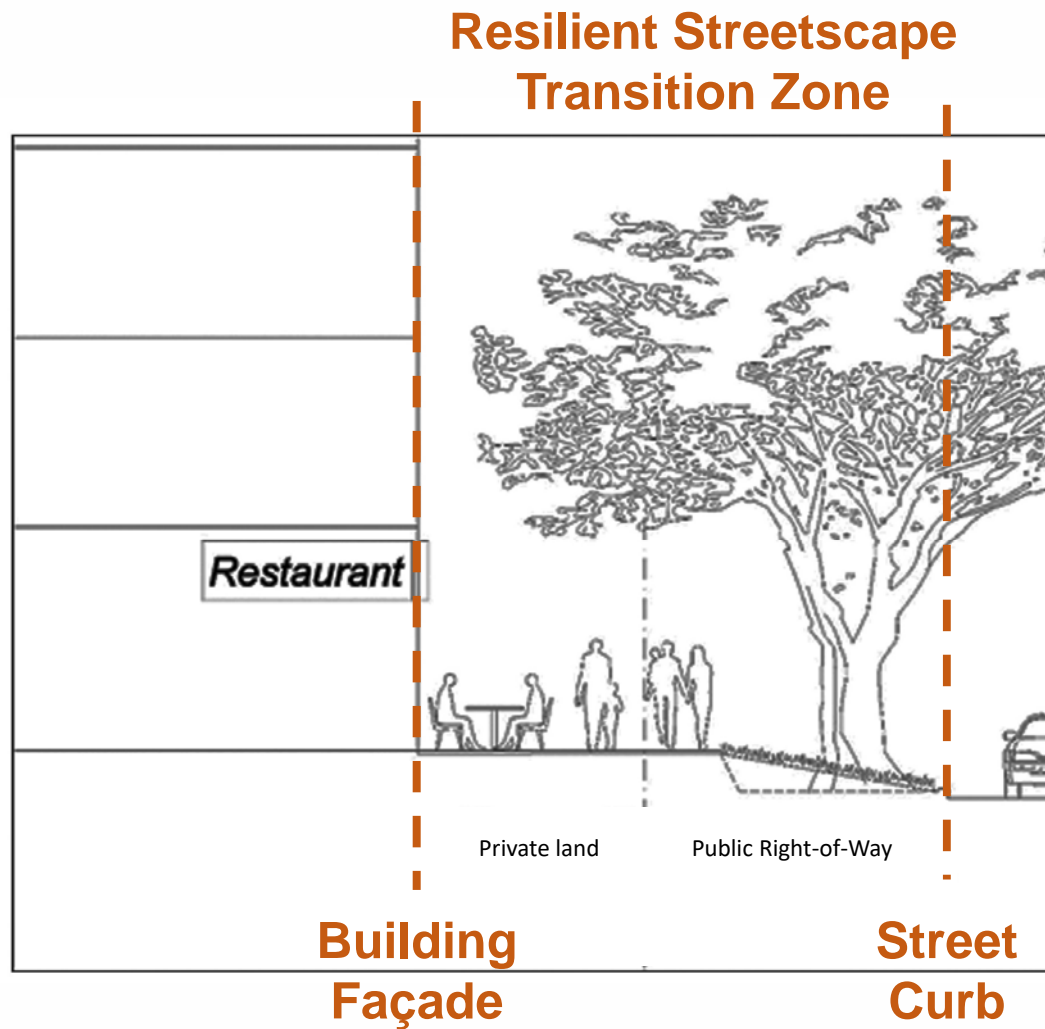 Resilient Streetscape
Transition Zone
Restaurant
Private land
Public Right-of-Way
Building
Façade
Street
Curb